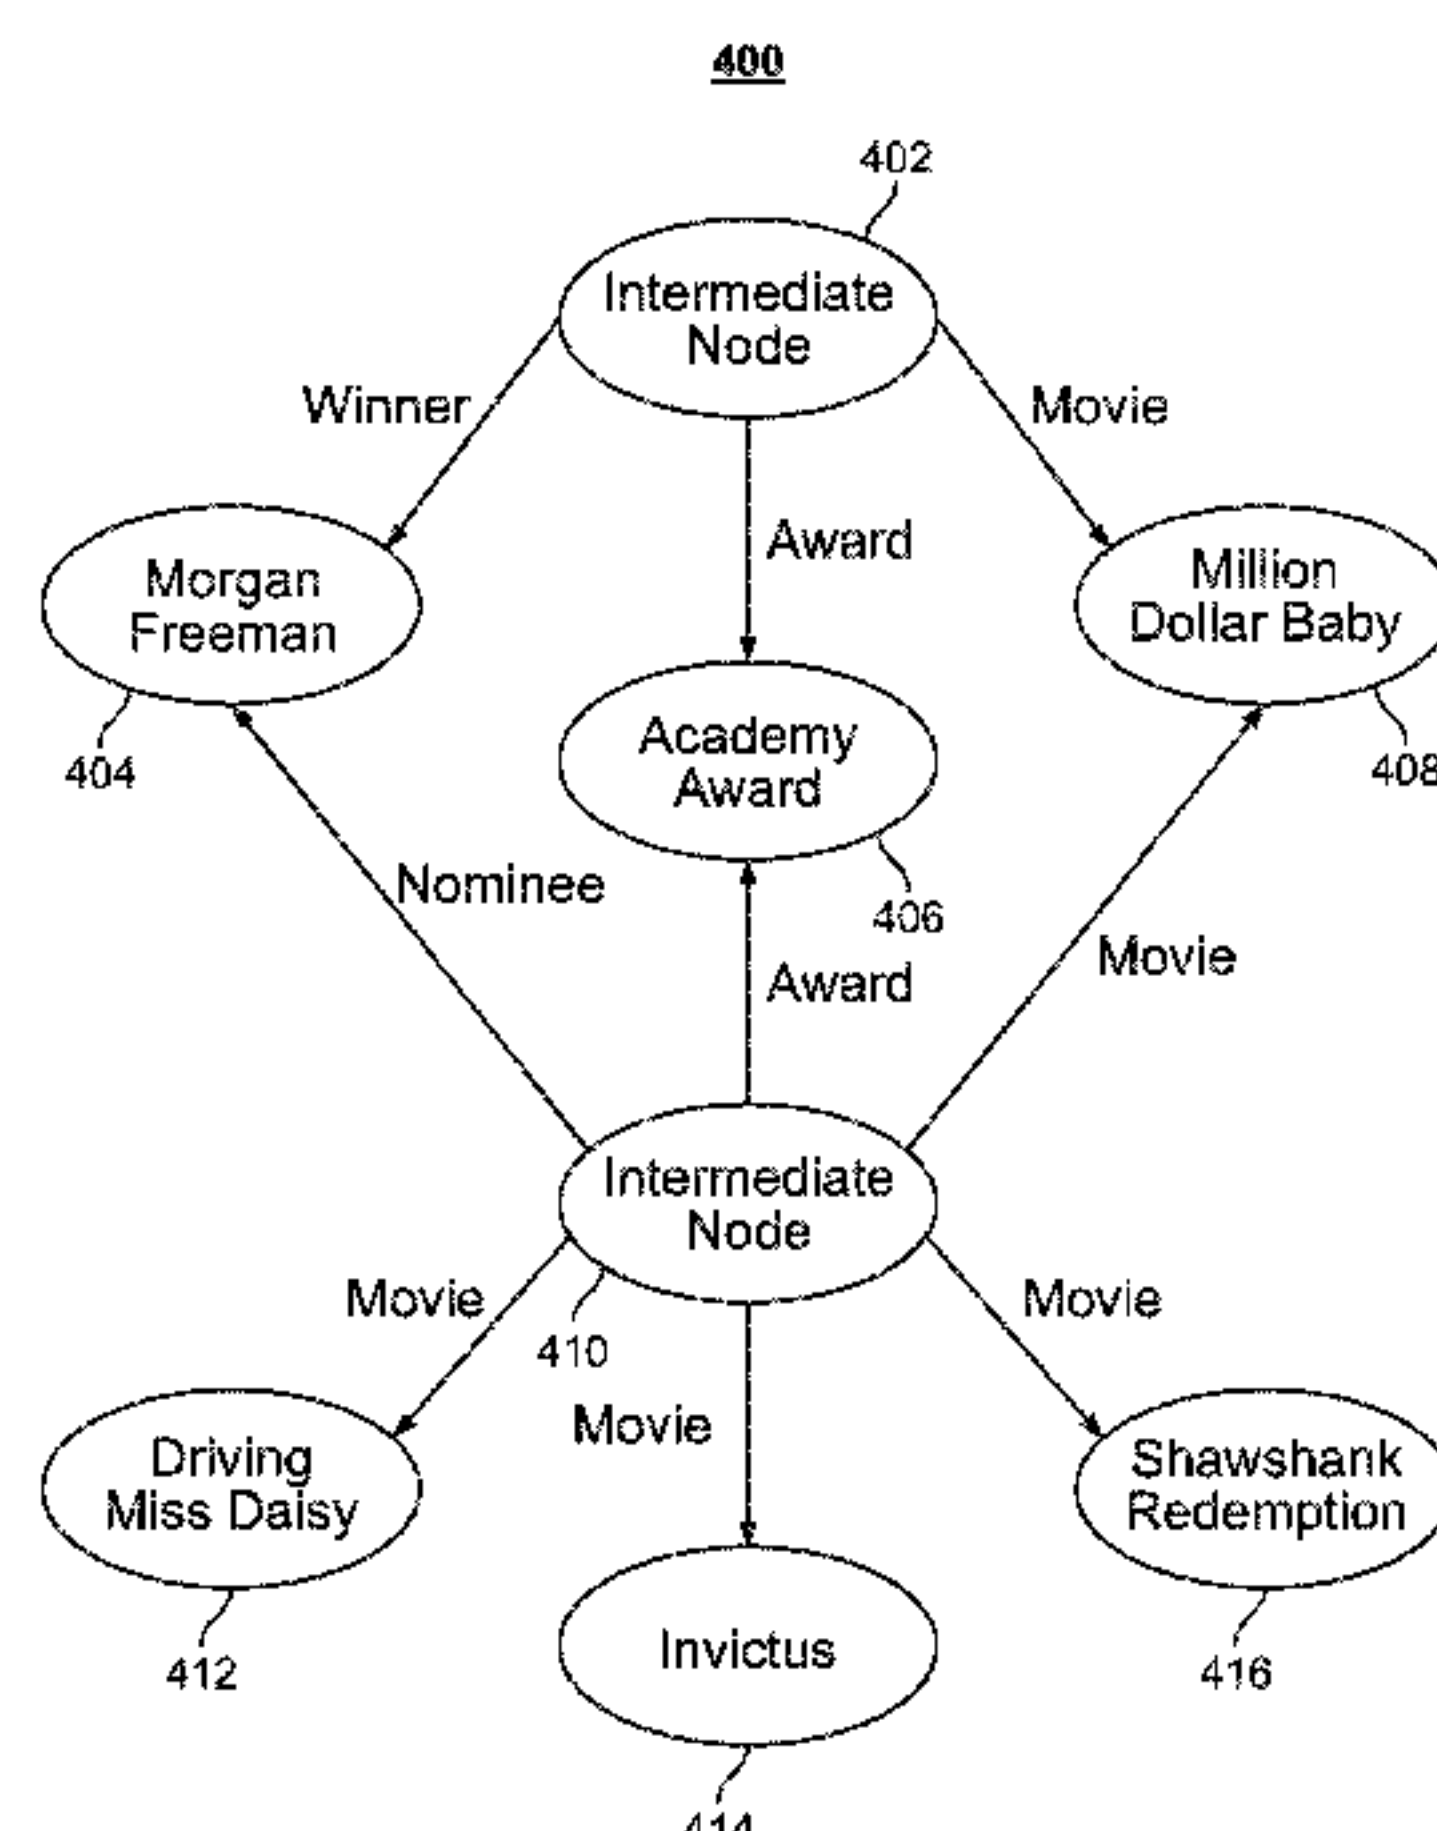 400
402
Intermediate
Node
Winner
Movie
Award
Morgan
Freeman
Million
Dollar Baby
404
Academy
Award
408
Nominee
406
Movie
Award
Intermediate
Node
Movie
Movie
410
Movie
Driving
Miss Daisy
Shawshank
Redemption
Invictus
412
416
414